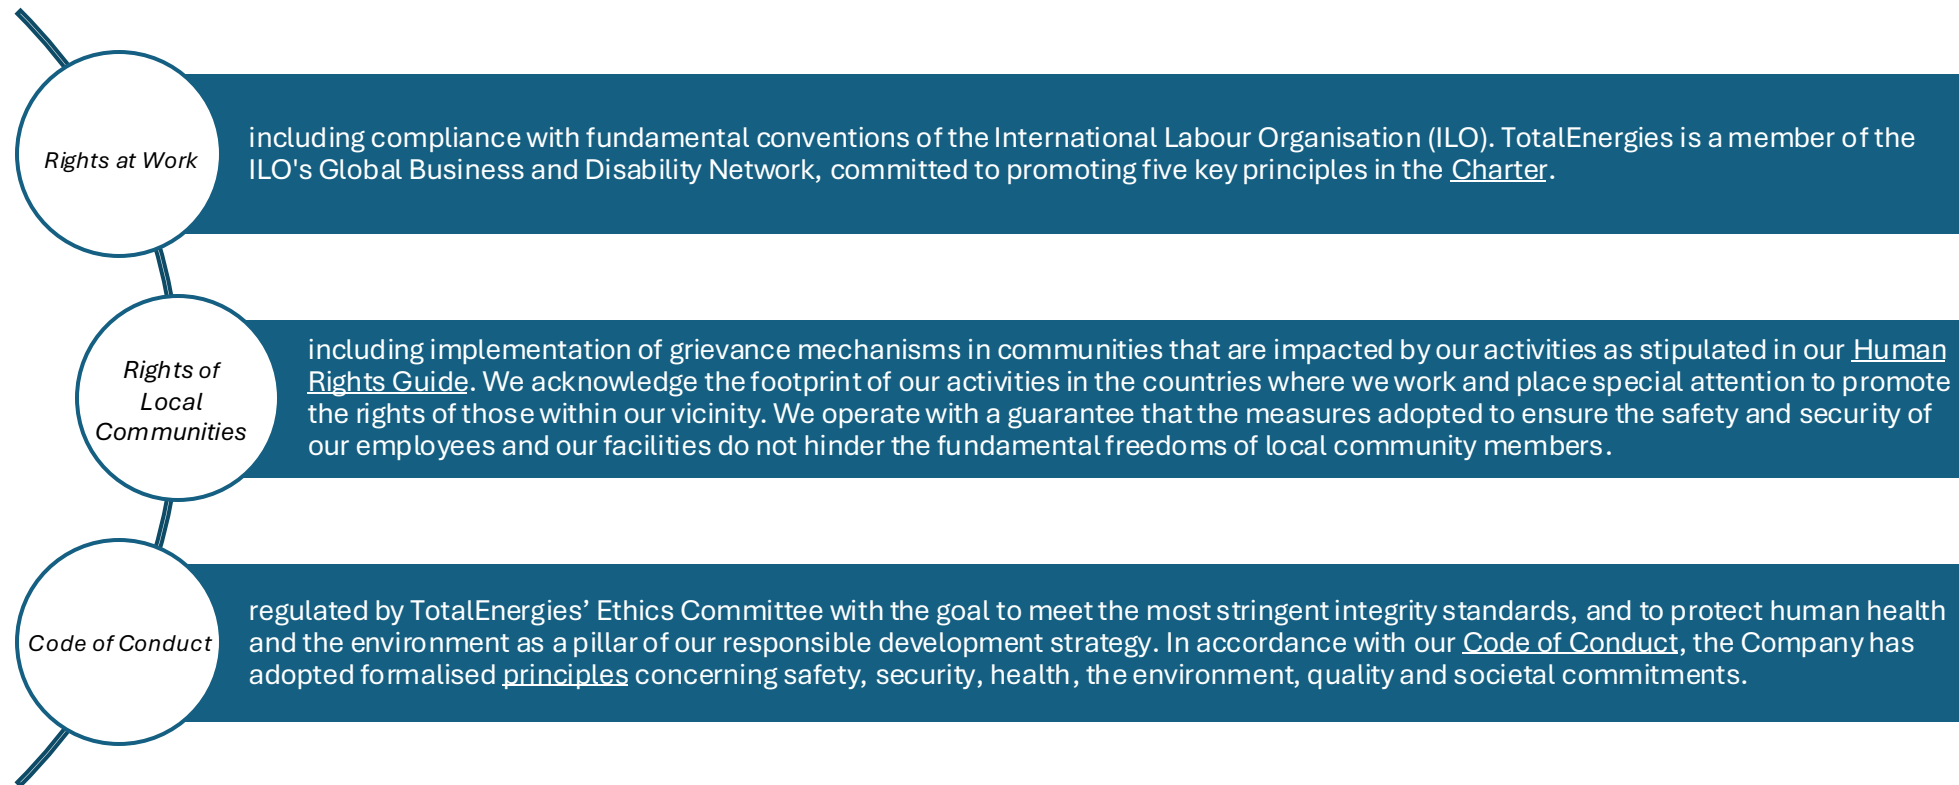 Rights at Work
including compliance with fundamental conventions of the International Labour Organisation (ILO). TotalEnergies is a member of the
ILO's Global Business and Disability Network, committed to promoting five key principles in the Charter.
Rights of
Local
Communities
including implementation of grievance mechanisms in communities that are impacted by our activities as stipulated in our Human
Rights Guide. We acknowledge the footprint of our activities in the countries where we work and place special attention to promote
the rights of those within our vicinity. We operate with a guarantee that the measures adopted to ensure the safety and security of
our employees and our facilities do not hinder the fundamental freedoms of local community members.
Code of Conduct
regulated by TotalEnergies’ Ethics Committee with the goal to meet the most stringent integrity standards, and to protect human health
and the environment as a pillar of our responsible development strategy. In accordance with our Code of Conduct, the Company has
adopted formalised principles concerning safety, security, health, the environment, quality and societal commitments.